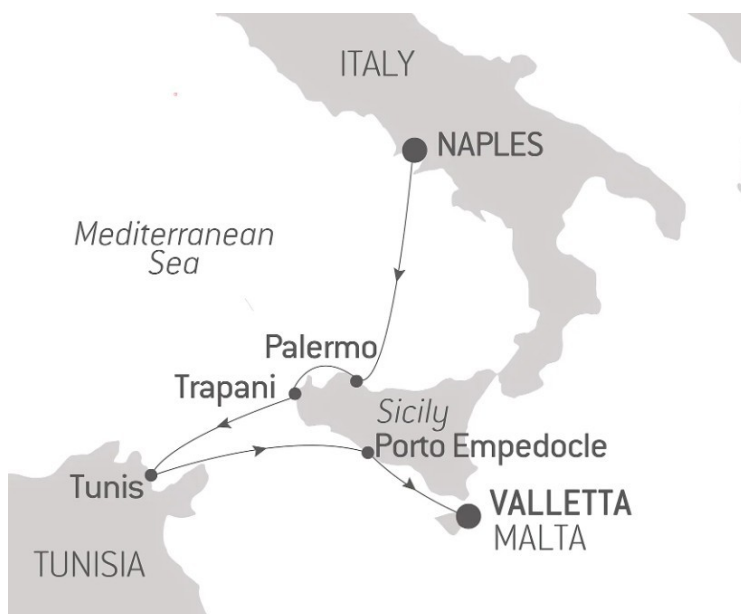 ITALY
NAPLES
Mediterranean
Sea
Palermo
Trapani
Sicily
Porto Empedocle
Tunis
VALLETTA
MALTA
TUNISIA